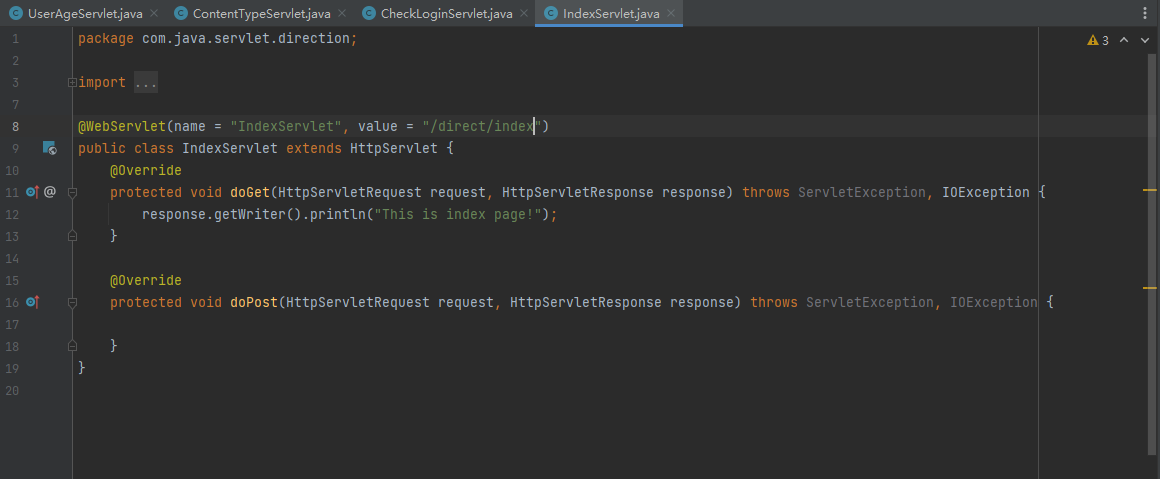 UserAgeServlet.java ContentTypeServlet.java CheckLoginServlet.java IndexServlet.java
1 package com.java.servlet.direction; 3
2
3 import ...
7
8 @WebServlet(name = "IndexServlet", value = "/direct/index")
9 public class IndexServlet extends HttpServlet {
10 @Override
11 @ protected void doGet(HttpServletRequest request, HttpServletResponse response) throws ServletException, IOException {
12 response.getWriter().println("This is index page!");
13 }
14
15 @Override
16 protected void doPost(HttpServletRequest request, HttpServletResponse response) throws ServletException, IOException {
17
18 }
19 }
20